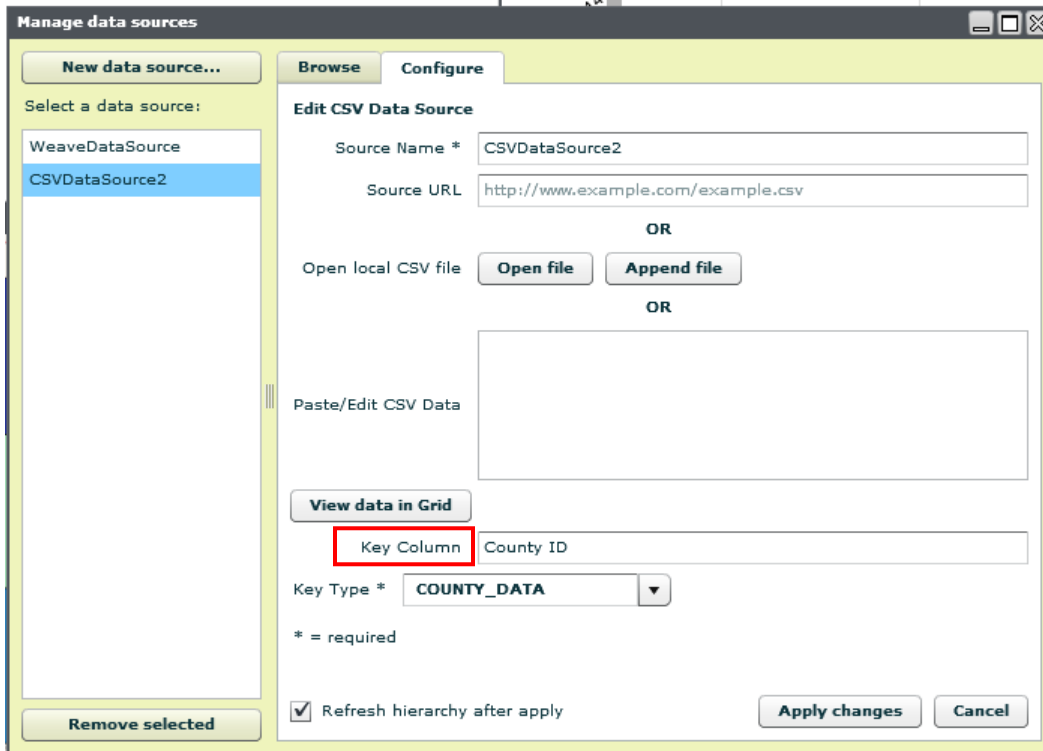 Manage data sources
New data source...
Select a data source:
WeaveDataSource
CSVDataSource2
Remove selected
Browse
Configure
Edit CSV Data Source
Source Name * CSVDataSource2
Source URL http://www.example.com/example.csv
OR
Open local CSV file Open file Append file
OR
Paste/Edit CSV Data
View data in Grid
Key Column County ID
Key Type * COUNTY_DATA
* = required
Refresh hierarchy after apply Apply changes Cancel